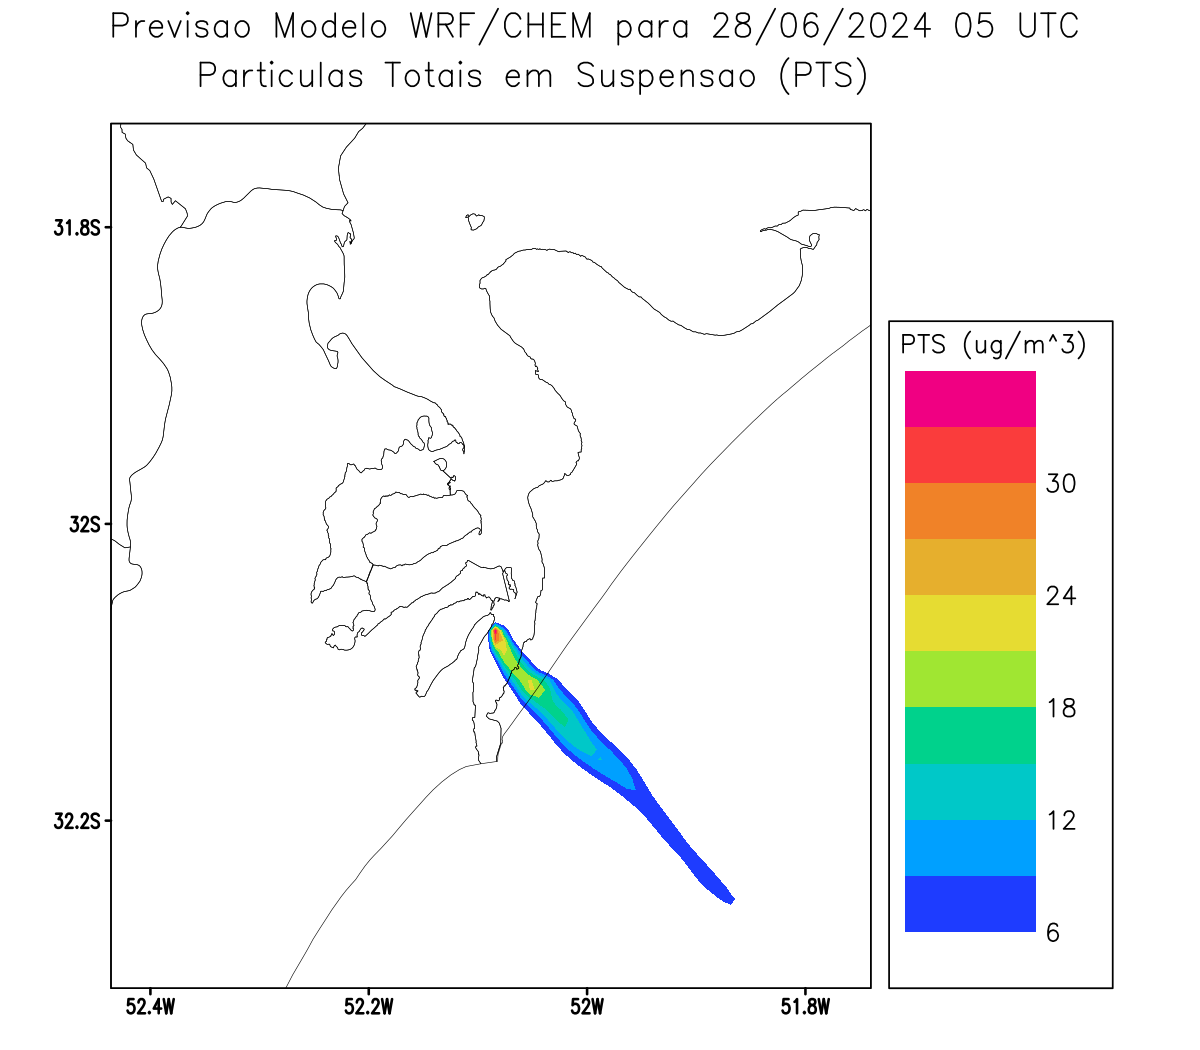 Previsao Modelo WRF/CHEM para 28/06/2024 05 UTC
Particulas Totais em Suspensao (PTS)
31.8S
32S
32.2S
52.4W
52.2W
52W
51.8W
PTS (ug/m^3)
30
24
18
12
6